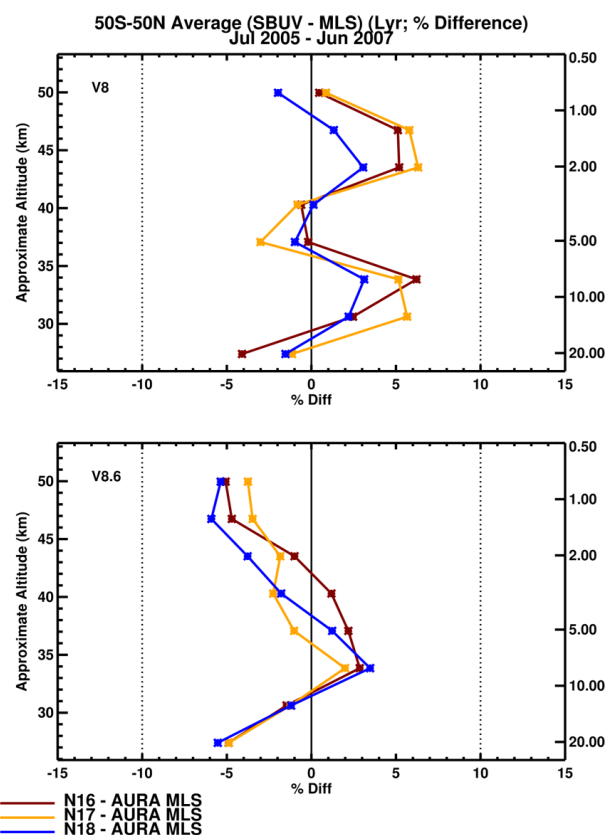 50S-50N Average (SBUV - MLS) (Lyr; % Difference)
Jul 2005 - Jun 2007
V8
Approximate Altitude (km)
50
45
40
35
30
0.50
1.00
2.00
5.00
10.00
20.00
-15 -10 -5 0 5 10 15
% Diff
V8.6
Approximate Altitude (km)
50
45
40
35
30
0.50
1.00
2.00
5.00
10.00
20.00
-15 -10 -5 0 5 10 15
% Diff
N16 - AURA MLS
N17 - AURA MLS
N18 - AURA MLS